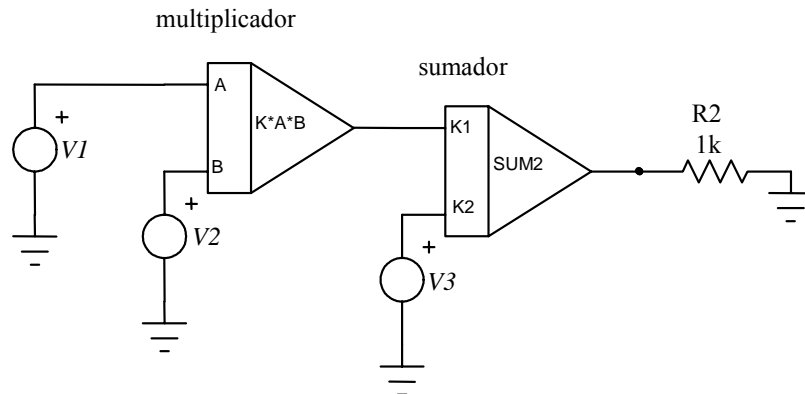 multiplicador
sumador
A
K*A*B
B
+
V1
+
V2
K1
SUM2
K2
+
V3
R2
1k